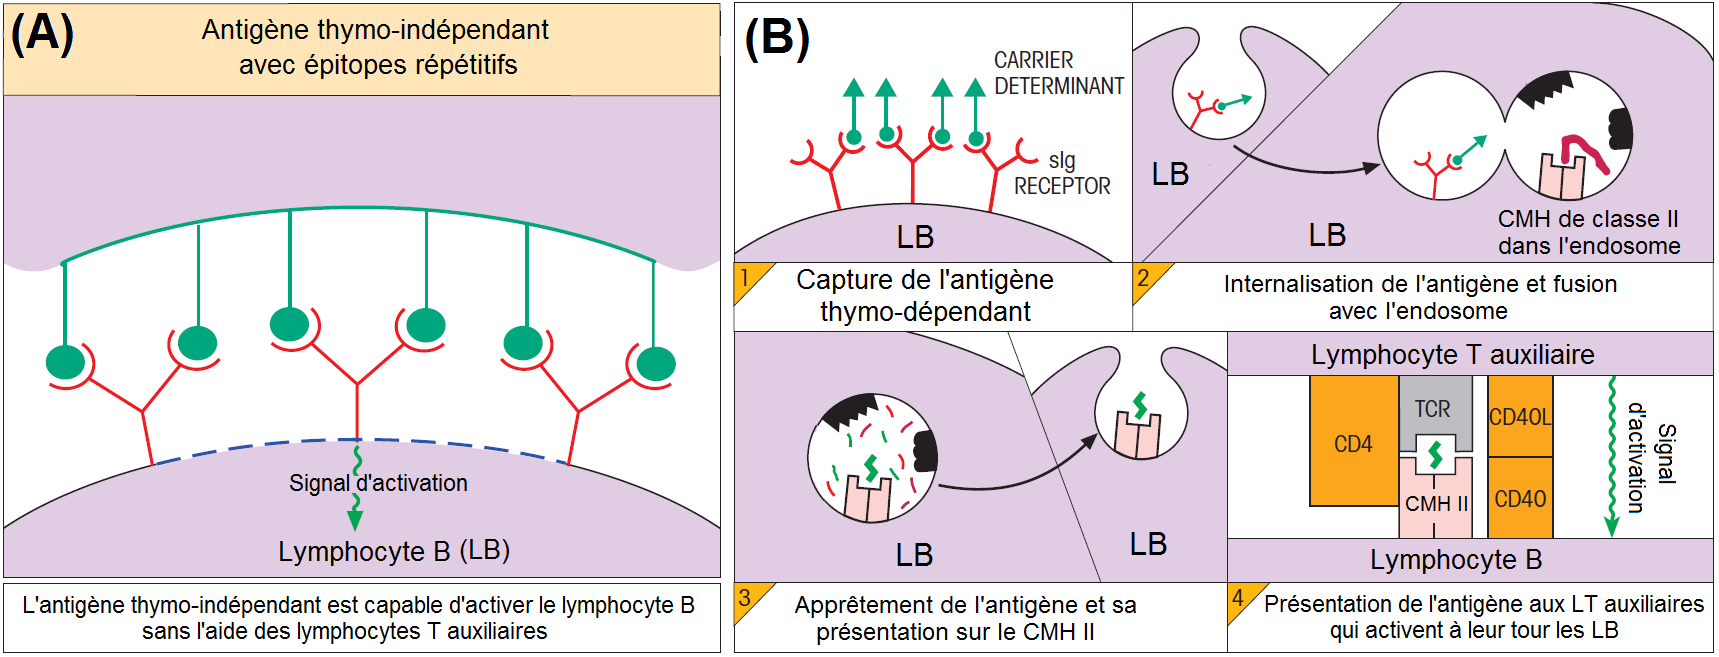 (A)
Antigène thymo-indépendant
avec épitopes répétitifs
Signal d'activation
Lymphocyte B (LB)
L'antigène thymo-indépendant est capable d'activer le lymphocyte B
sans l'aide des lymphocytes T auxiliaires
(B)
CARRIER
DETERMINANT
sIg
RECEPTOR
LB
1
Capture de l'antigène
thymo-dépendant
LB
LB
CMH de classe II
dans l'endosome
2
Internalisation de l'antigène et fusion
avec l'endosome
LB
LB
3
Apprêtement de l'antigène et sa
présentation sur le CMH II
Lymphocyte T auxiliaire
CD4
TCR
CMH II
CD40L
CD40
Signal
d'activation
Lymphocyte B
4
Présentation de l'antigène aux LT auxiliaires
qui activent à leur tour les LB